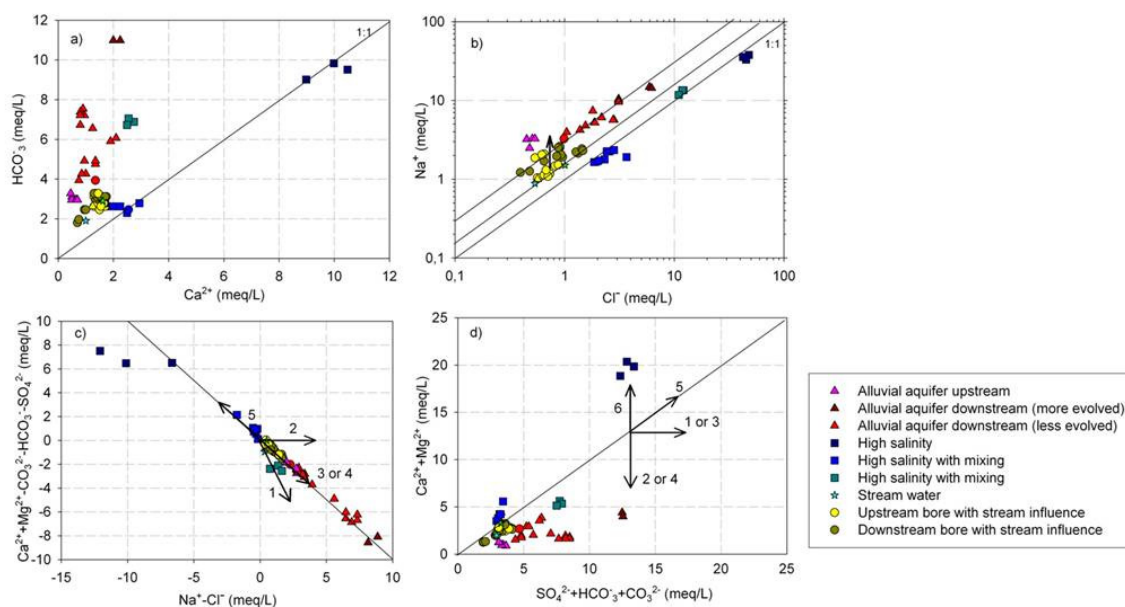 a)
1:1
12
10
8
6
4
2
0
HCO⁻₃ (meq/L)
0 2 4 6 8 10 12
Ca²⁺ (meq/L)
b)
1:1
100
10
1
0,1
Na⁺ (meq/L)
0,1 1 10 100
Cl⁻ (meq/L)
c)
10
8
6
4
2
0
-2
-4
-6
-8
-10
Ca²⁺+Mg²⁺-CO₃²⁻-HCO₃⁻-SO₄²⁻ (meq/L)
5
2
3 or 4
1
-15 -10 -5 0 5 10
Na⁺-Cl⁻ (meq/L)
d)
25
20
15
10
5
0
Ca²⁺+Mg²⁺ (meq/L)
5
6
1 or 3
2 or 4
0 5 10 15 20 25
SO₄²⁻+HCO⁻₃+CO₃²⁻ (meq/L)
Alluvial aquifer upstream
Alluvial aquifer downstream (more evolved)
Alluvial aquifer downstream (less evolved)
High salinity
High salinity with mixing
High salinity with mixing
Stream water
Upstream bore with stream influence
Downstream bore with stream influence